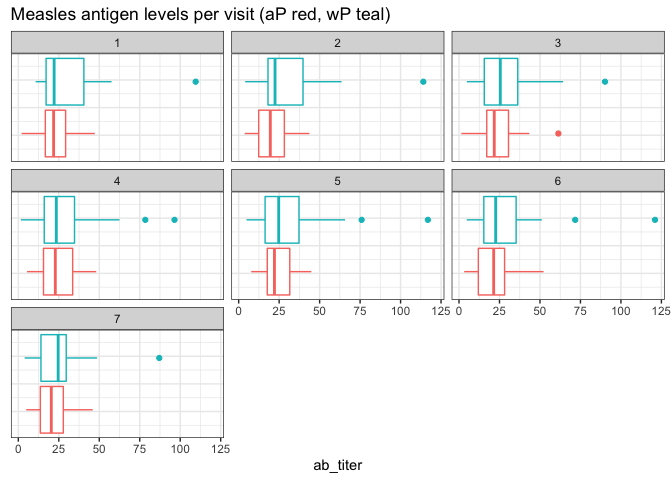 Measles antigen levels per visit (aP red, wP teal)
1 2 3
4 5 6
0 25 50 75 100 125 0 25 50 75 100 125
7
0 25 50 75 100 125
ab_titer